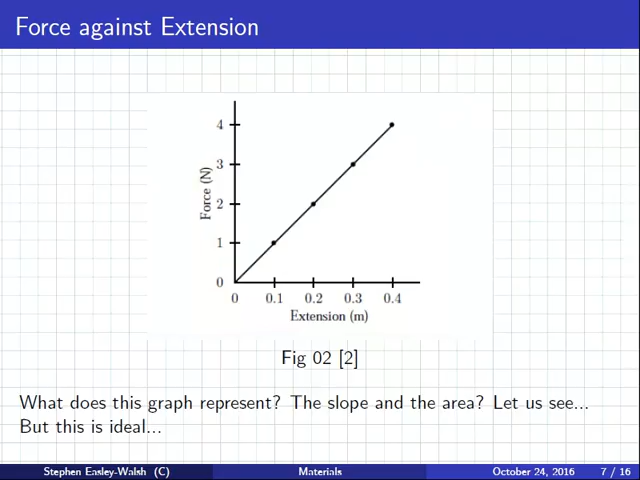 Force against Extension
4
3
2
1
0
Force (N)
0 0.1 0.2 0.3 0.4
Extension (m)
Fig 02 [2]
What does this graph represent? The slope and the area? Let us see...
But this is ideal...
Stephen Easley-Walsh (C) Materials October 24, 2016 7 / 16